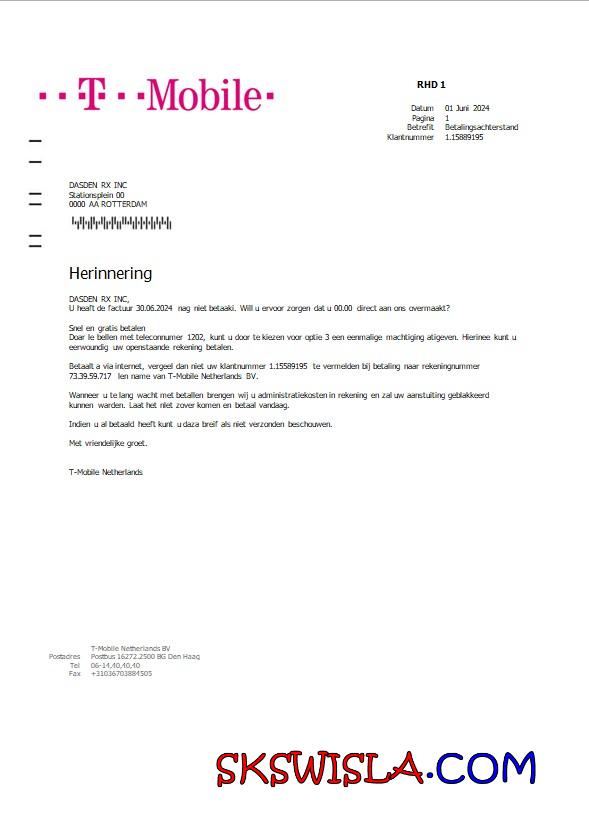 T Mobile
RHD 1
Datum 01 Juni 2024
Pagina 1
Betrefit Betalingsachterstand
Klantnummer 1.15889195
DASDEN RX INC
Stationsplein 00
0000 AA ROTTERDAM
Herinnering
DASDEN RX INC,
U heaft de factuur 30.06.2024 nag niet betaaki. Will u ervoor zorgen dat u 00.00 direct aan ons overmaakt?
Snel en gratis betalen
Doar le bellen met teleconnumer 1202, kunt u door te kiezen voor optie 3 een eenmalige machtiging atigeven. Hierinee kunt u
eerwoundig uw openstaande rekening betalen.
Betaalt a via internet, vergeel dan niet uw klantnummer 1.15589195 te vermelden bij betaling naar rekeningnummer
73.39.59.717 len name van T-Mobile Netherlands BV.
Wanneer u te lang wacht met betallen brengen wij u administratiekosten in rekening en zal uw aanstuiting geblakkeerd
kunnen warden. Laat het niet zover komen en betaal vandaag.
Indien u al betaald heeft kunt u daza breif als niet verzonden beschouwen.
Met vriendelijke groet.
T-Mobile Netherlands
T-Mobile Netherlands BV
Postadres Postbus 16272.2500 BG Den Haag
Tel 06-14,40,40,40
Fax +31036703884505
SKSWISLA.COM